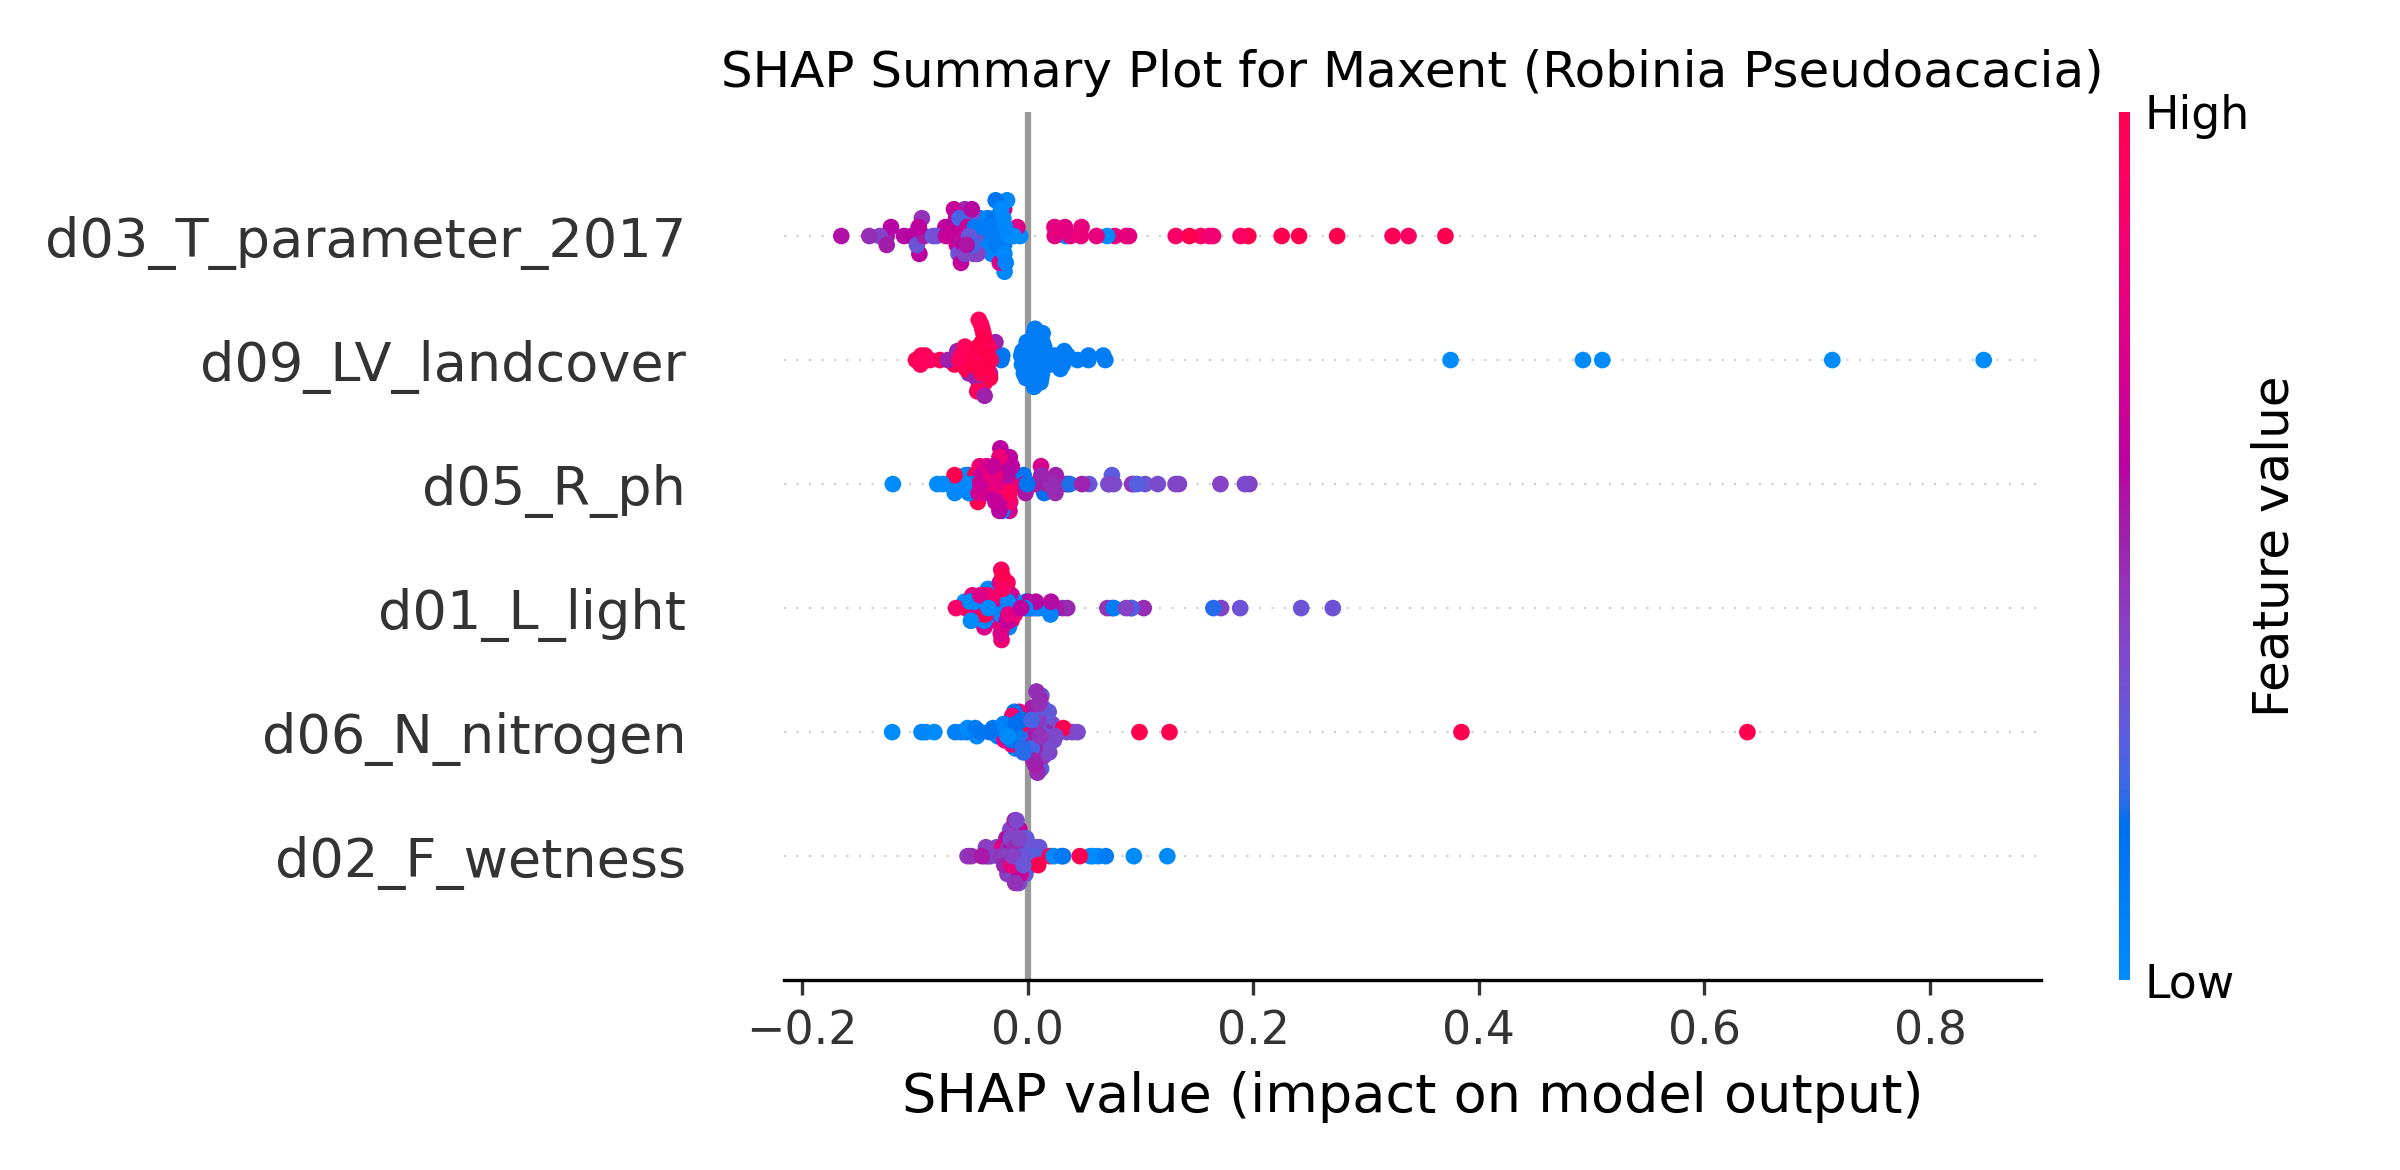 SHAP Summary Plot for Maxent (Robinia Pseudoacacia)
High
d03_T_parameter_2017
d09_LV_landcover
d05_R_ph
d01_L_light
d06_N_nitrogen
d02_F_wetness
Feature value
Low
−0.2 0.0 0.2 0.4 0.6 0.8
SHAP value (impact on model output)